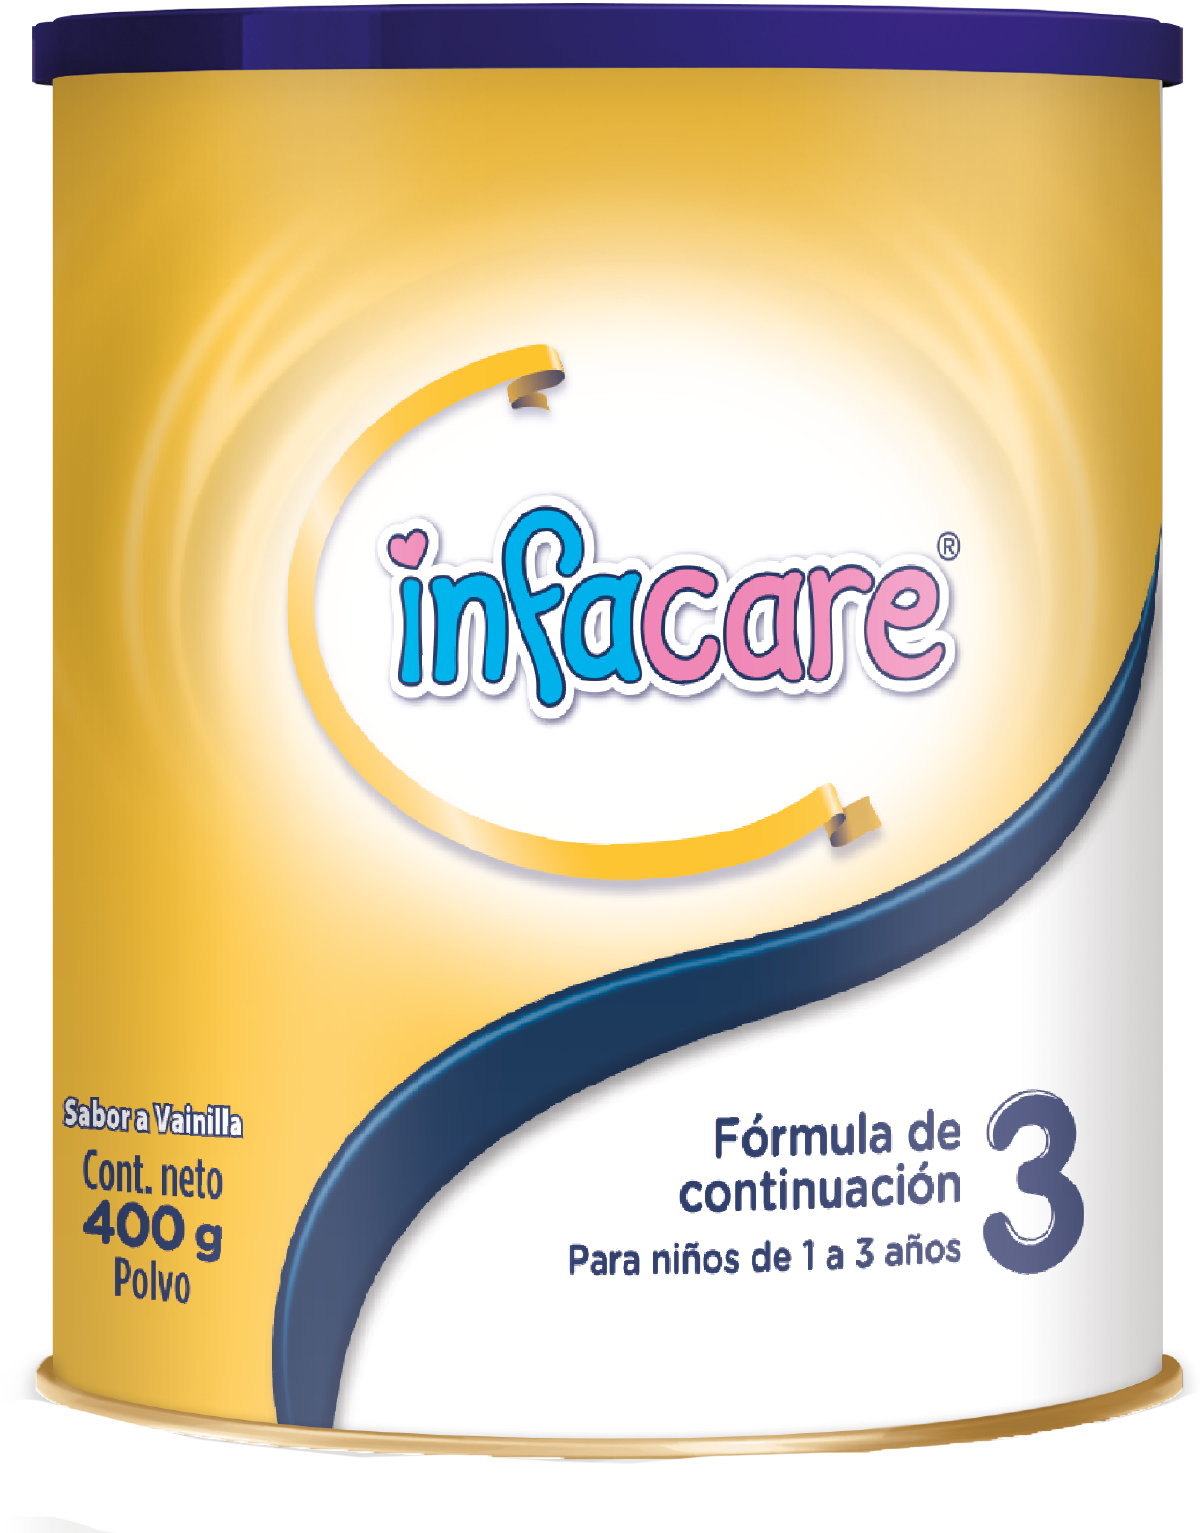 infacare®
Sabor a Vainilla
Cont. neto
400 g
Polvo
Fórmula de
continuación
Para niños de 1 a 3 años
3